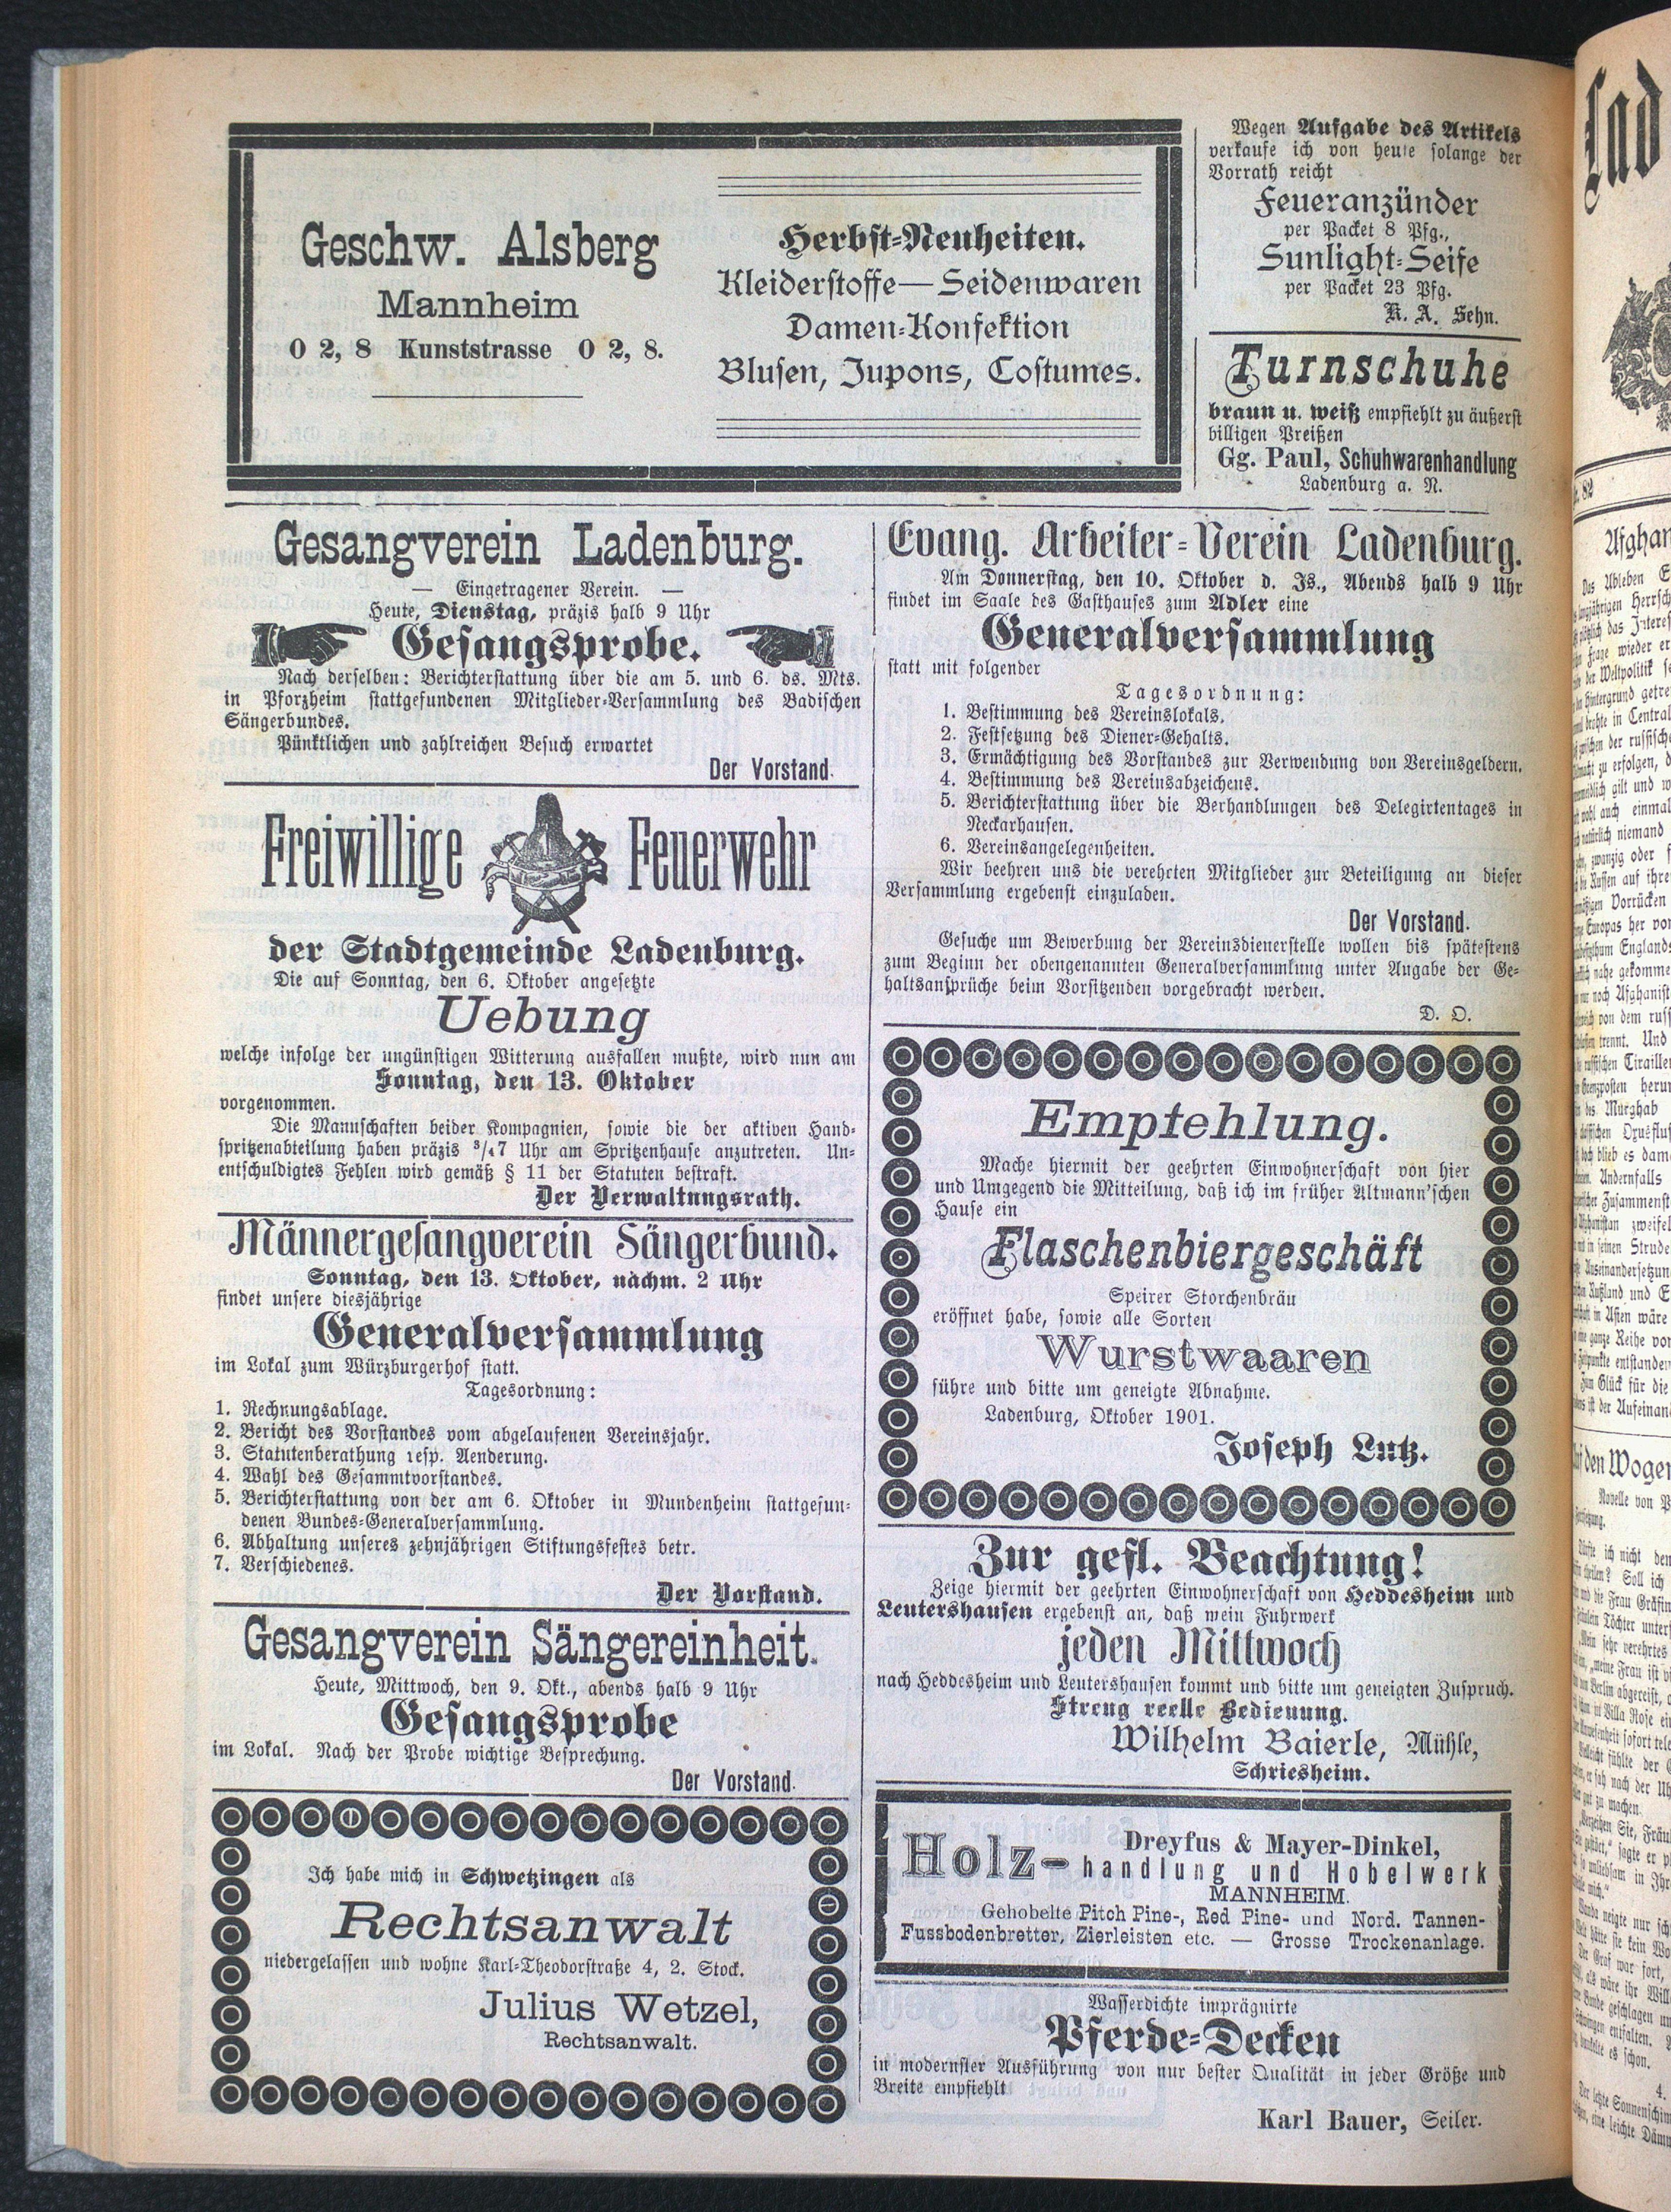 Geschw. Alsberg
Mannheim
O 2, 8 Kunststrasse O 2, 8.
Herbst-Neuheiten.
Kleiderstoffe — Seidenwaren
Damen-Konfektion
Blusen, Jupons, Costumes.
Wegen Aufgabe des Artikels
verkaufe ich von heute solange der
Vorrath reicht
Feueranzünder
per Packet 8 Pfg.,
Sunlight-Seife
per Packet 23 Pfg.
K. A. Sehn.
Turnschuhe
braun u. weiß empfiehlt zu äußerst
billigen Preißen
Gg. Paul, Schuhwarenhandlung
Ladenburg a. N.
Gesangverein Ladenburg.
— Eingetragener Verein. —
Heute, Dienstag, präzis halb 9 Uhr
Gesangsprobe.
Nach derselben: Berichterstattung über die am 5. und 6. ds. Mts.
in Pforzheim stattgefundenen Mitglieder-Versammlung des Badischen
Sängerbundes.
Pünktlichen und zahlreichen Besuch erwartet
Der Vorstand.
Freiwillige Feuerwehr
der Stadtgemeinde Ladenburg.
Die auf Sonntag, den 6. Oktober angesetzte
Uebung
welche infolge der ungünstigen Witterung ausfallen mußte, wird nun am
Sonntag, den 13. Oktober
vorgenommen.
Die Mannschaften beider Kompagnien, sowie die der aktiven Hand-
spritzenabteilung haben präzis ³/₄7 Uhr am Spritzenhause anzutreten. Un-
entschuldigtes Fehlen wird gemäß § 11 der Statuten bestraft.
Der Verwaltungsrath.
Männergesangverein Sängerbund.
Sonntag, den 13. Oktober, nachm. 2 Uhr
findet unsere diesjährige
Generalversammlung
im Lokal zum Würzburgerhof statt.
Tagesordnung:
1. Rechnungsablage.
2. Bericht des Vorstandes vom abgelaufenen Vereinsjahr.
3. Statutenberathung resp. Aenderung.
4. Wahl des Gesammtvorstandes.
5. Berichterstattung von der am 6. Oktober in Mundenheim stattgefun-
denen Bundes-Generalversammlung.
6. Abhaltung unseres zehnjährigen Stiftungsfestes betr.
7. Verschiedenes.
Der Vorstand.
Gesangverein Sängereinheit.
Heute, Mittwoch, den 9. Okt., abends halb 9 Uhr
Gesangsprobe
im Lokal. Nach der Probe wichtige Besprechung.
Der Vorstand.
Ich habe mich in Schwetzingen als
Rechtsanwalt
niedergelassen und wohne Karl-Theodorstraße 4, 2. Stock.
Julius Wetzel,
Rechtsanwalt.
Evang. Arbeiter-Verein Ladenburg.
Am Donnerstag, den 10. Oktober d. Js., Abends halb 9 Uhr
findet im Saale des Gasthauses zum Adler eine
Generalversammlung
statt mit folgender
Tagesordnung:
1. Bestimmung des Vereinslokals.
2. Festsetzung des Diener-Gehalts.
3. Ermächtigung des Vorstandes zur Verwendung von Vereinsgeldern.
4. Bestimmung des Vereinsabzeichens.
5. Berichterstattung über die Verhandlungen des Delegirtentages in
Neckarhausen.
6. Vereinsangelegenheiten.
Wir beehren uns die verehrten Mitglieder zur Beteiligung an dieser
Versammlung ergebenst einzuladen.
Der Vorstand.
Gesuche um Bewerbung der Vereinsdienerstelle wollen bis spätestens
zum Beginn der obengenannten Generalversammlung unter Angabe der Ge-
haltsansprüche beim Vorsitzenden vorgebracht werden.
D. O.
Empfehlung.
Mache hiermit der geehrten Einwohnerschaft von hier
und Umgegend die Mitteilung, daß ich im früher Altmann'schen
Hause ein
Flaschenbiergeschäft
Speirer Storchenbräu
eröffnet habe, sowie alle Sorten
Wurstwaaren
führe und bitte um geneigte Abnahme.
Ladenburg, Oktober 1901.
Joseph Lutz.
Zur gefl. Beachtung!
Zeige hiermit der geehrten Einwohnerschaft von Heddesheim und
Leutershausen ergebenst an, daß mein Fuhrwerk
jeden Mittwoch
nach Heddesheim und Leutershausen kommt und bitte um geneigten Zuspruch.
Streng reelle Bedienung.
Wilhelm Baierle, Mühle,
Schriesheim.
Dreyfus & Mayer-Dinkel,
Holz-handlung und Hobelwerk
MANNHEIM.
Gehobelte Pitch Pine-, Red Pine- und Nord. Tannen-
Fussbodenbretter, Zierleisten etc. — Grosse Trockenanlage.
Wasserdichte imprägnirte
Pferde-Decken
in modernster Ausführung von nur bester Qualität in jeder Größe und
Breite empfiehlt
Karl Bauer, Seiler.